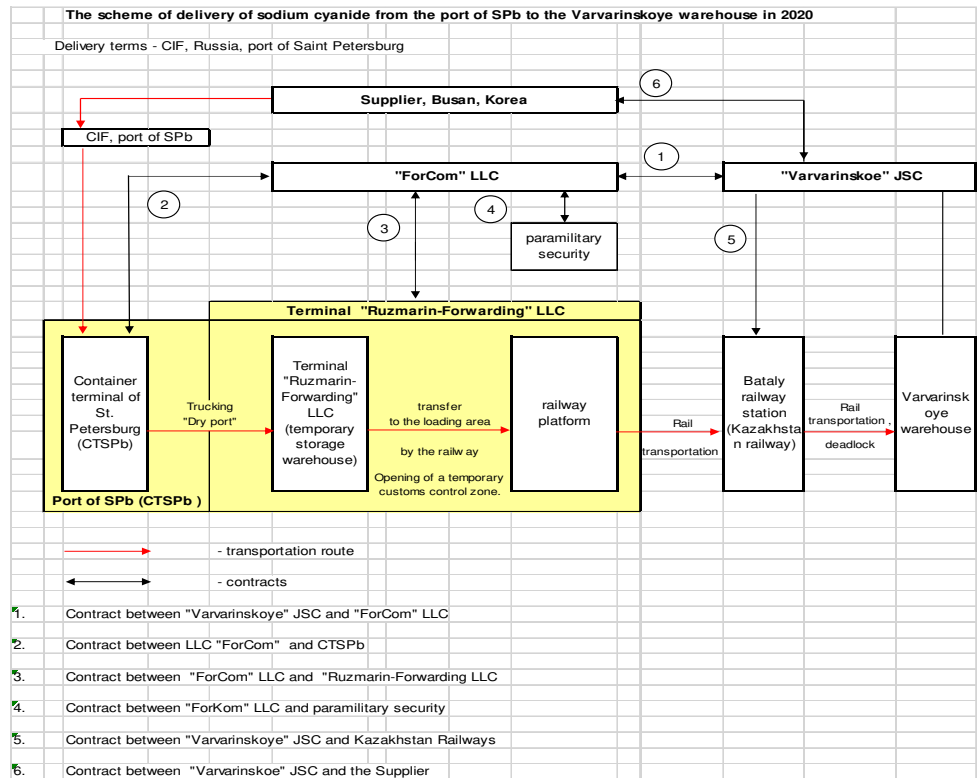 The scheme of delivery of sodium cyanide from the port of SPb to the Varvarinskoye warehouse in 2020
Delivery terms - CIF, Russia, port of Saint Petersburg
6
Supplier, Busan, Korea
CIF, port of SPb
1
"ForCom" LLC
"Varvarinskoe" JSC
2
4
3
5
paramilitary
security
Terminal "Ruzmarin-Forwarding" LLC
Container
terminal of
St.
Petersburg
(CTSPb)
Trucking
"Dry port"
Terminal
"Ruzmarin-
Forwarding"
LLC
(temporary
storage
warehouse)
transfer
to the loading area
by the railway
Opening of a temporary
customs control zone.
railway
platform
Rail
transportation
Bataly
railway
station
(Kazakhsta
n railway)
Rail
transportation ,
deadlock
Varvarinsk
oye
warehouse
Port of SPb (CTSPb )
- transportation route
- contracts
1. Contract between "Varvarinskoye" JSC and "ForCom" LLC
2. Contract between LLC "ForCom" and CTSPb
3. Contract between "ForCom" LLC and "Ruzmarin-Forwarding LLC
4. Contract between "ForKom" LLC and paramilitary security
5. Contract between "Varvarinskoye" JSC and Kazakhstan Railways
6. Contract between "Varvarinskoe" JSC and the Supplier